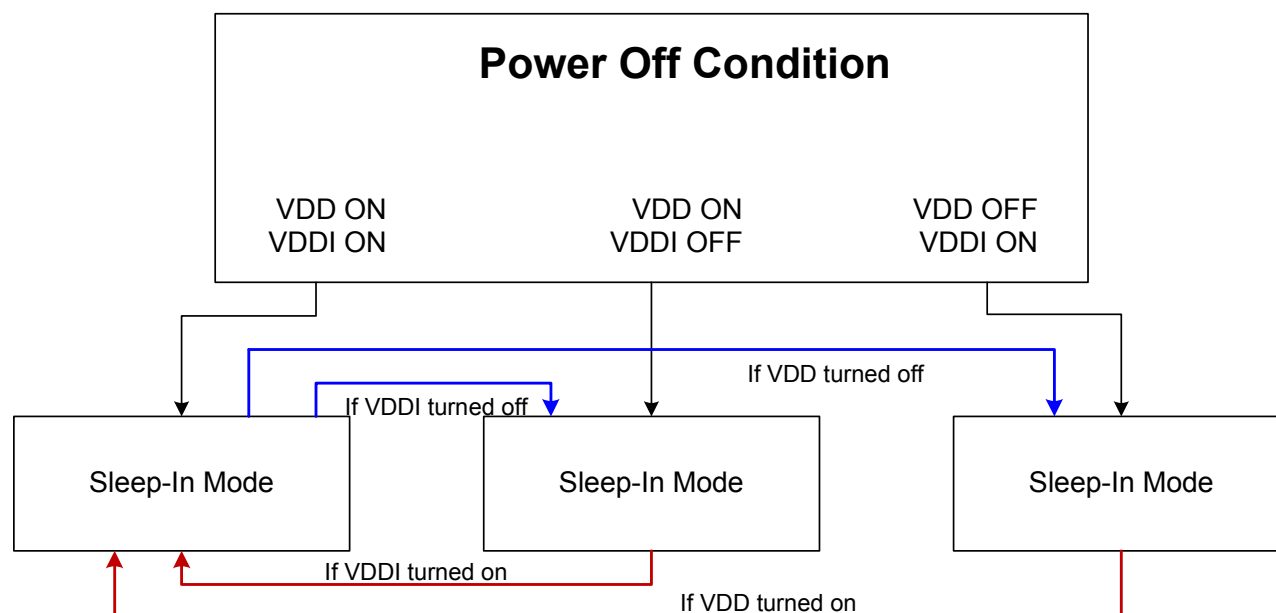 Power Off Condition
VDD ON
VDDI ON
VDD ON
VDDI OFF
VDD OFF
VDDI ON
If VDD turned off
If VDDI turned off
Sleep-In Mode
Sleep-In Mode
Sleep-In Mode
If VDDI turned on
If VDD turned on